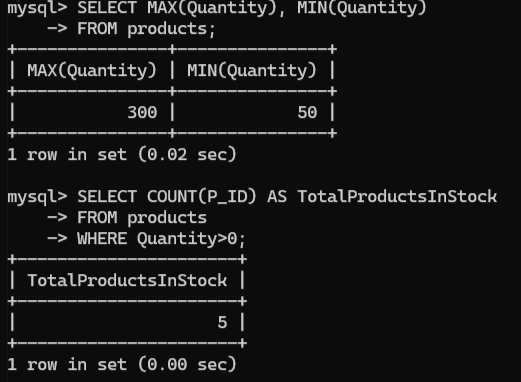 mysql> SELECT MAX(Quantity), MIN(Quantity)
    -> FROM products;
+---------------+---------------+
| MAX(Quantity) | MIN(Quantity) |
+---------------+---------------+
|           300 |            50 |
+---------------+---------------+
1 row in set (0.02 sec)

mysql> SELECT COUNT(P_ID) AS TotalProductsInStock
    -> FROM products
    -> WHERE Quantity>0;
+----------------------+
| TotalProductsInStock |
+----------------------+
|                    5 |
+----------------------+
1 row in set (0.00 sec)